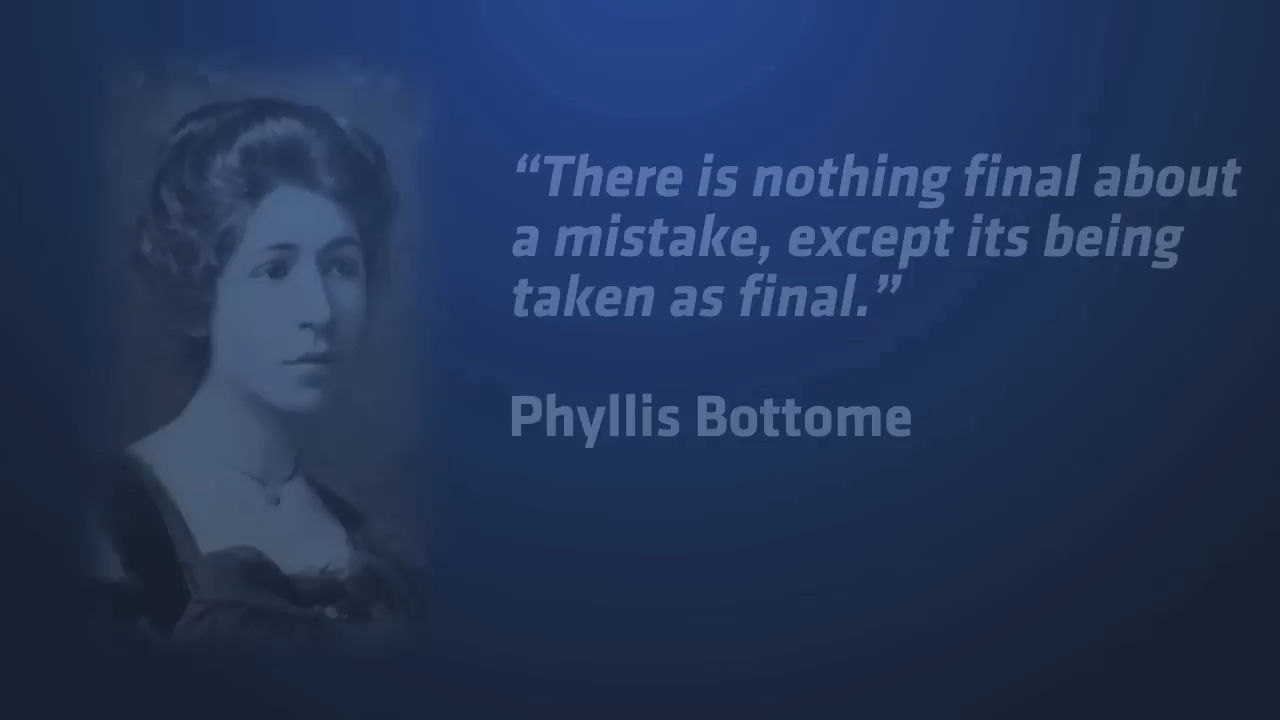 “There is nothing final about
a mistake, except its being
taken as final.”
Phyllis Bottome